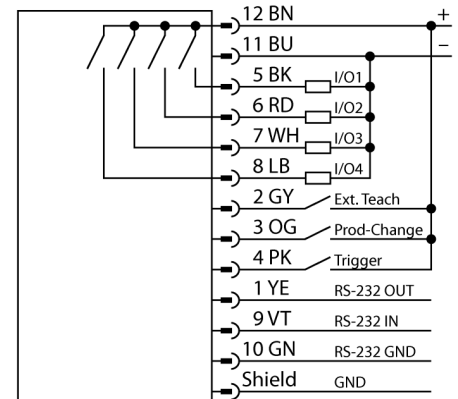 12 BN +
11 BU −
5 BK I/O1
6 RD I/O2
7 WH I/O3
8 LB I/O4
2 GY Ext. Teach
3 OG Prod-Change
4 PK Trigger
1 YE RS-232 OUT
9 VT RS-232 IN
10 GN RS-232 GND
Shield GND